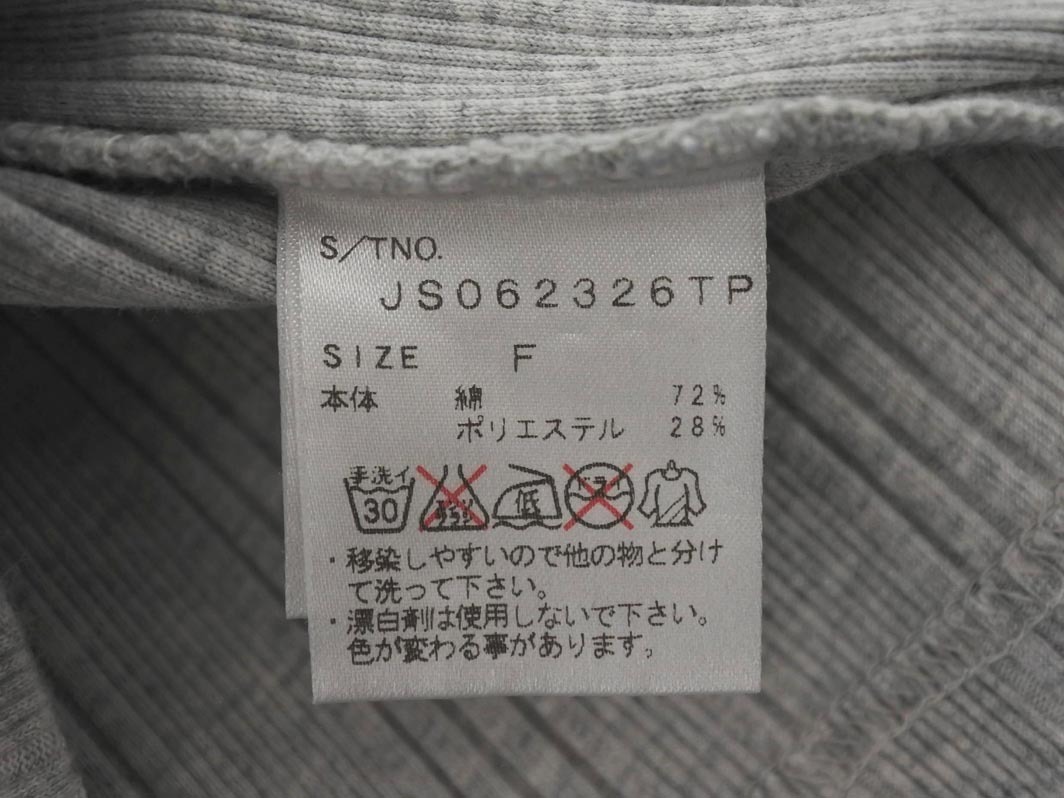 S/TNO.
JS062326TP
SIZE F
本体 綿 72%
ポリエステル 28%
手洗イ
30 低 ドライ
・移染しやすいので他の物と分け
て洗って下さい。
・漂白剤は使用しないで下さい。
色が変わる事があります。